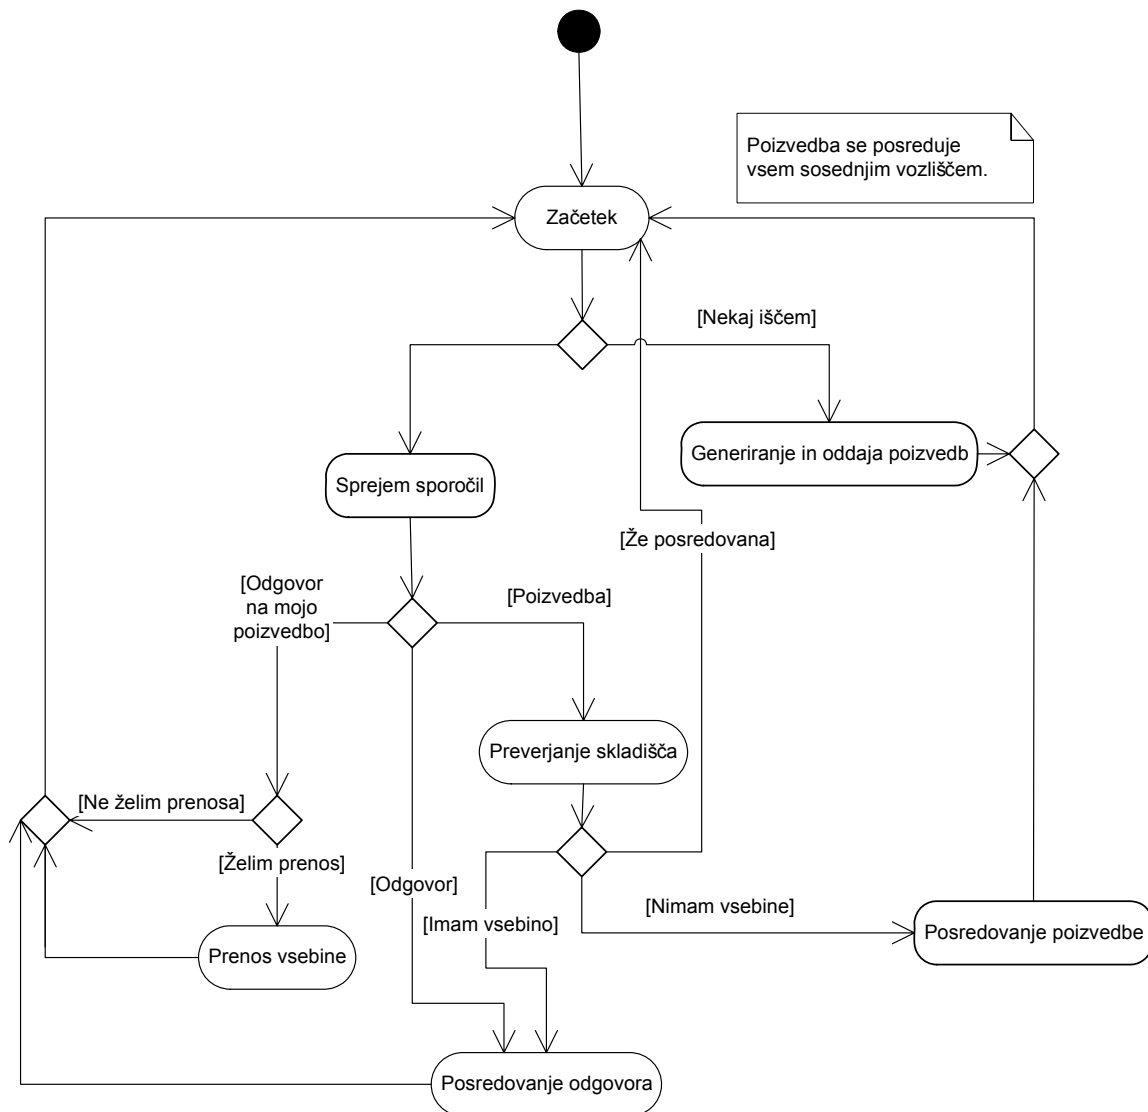 Poizvedba se posreduje
vsem sosednjim vozliščem.
Začetek
[Nekaj iščem]
Generiranje in oddaja poizvedb
Sprejem sporočil
[Že posredovana]
[Odgovor
na mojo
poizvedbo]
[Poizvedba]
Preverjanje skladišča
[Ne želim prenosa]
[Želim prenos]
[Odgovor]
[Imam vsebino]
[Nimam vsebine]
Posredovanje poizvedbe
Prenos vsebine
Posredovanje odgovora